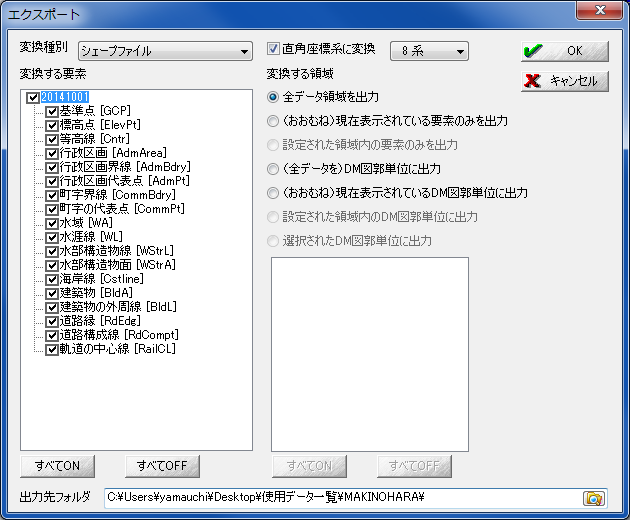 エクスポート
変換種別
シェープファイル
直角座標系に変換
8系
OK
キャンセル
変換する要素
20141001
基準点 [GCP]
標高点 [ElevPt]
等高線 [Cntr]
行政区画 [AdmArea]
行政区画界線 [AdmBdry]
行政区画代表点 [AdmPt]
町字界線 [CommBdry]
町字の代表点 [CommPt]
水域 [WA]
水涯線 [WL]
水部構造物線 [WStrL]
水部構造物面 [WStrA]
海岸線 [Cstline]
建築物 [BldA]
建築物の外周線 [BldL]
道路縁 [RdEdg]
道路構成線 [RdCompt]
軌道の中心線 [RailCL]
すべてON
すべてOFF
変換する領域
全データ領域を出力
(おおむね)現在表示されている要素のみを出力
設定された領域内の要素のみを出力
(全データを)DM図郭単位に出力
(おおむね)現在表示されているDM図郭単位に出力
設定された領域内のDM図郭単位に出力
選択されたDM図郭単位に出力
すべてON
すべてOFF
出力先フォルダ
C:¥Users¥yamauchi¥Desktop¥使用データ一覧¥MAKINOHARA¥